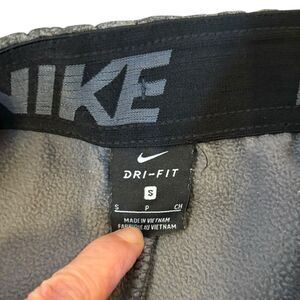 NIKE
DRI-FIT
S
S P CH
MADE IN VIETNAM
FABRIQUÉ AU VIETNAM